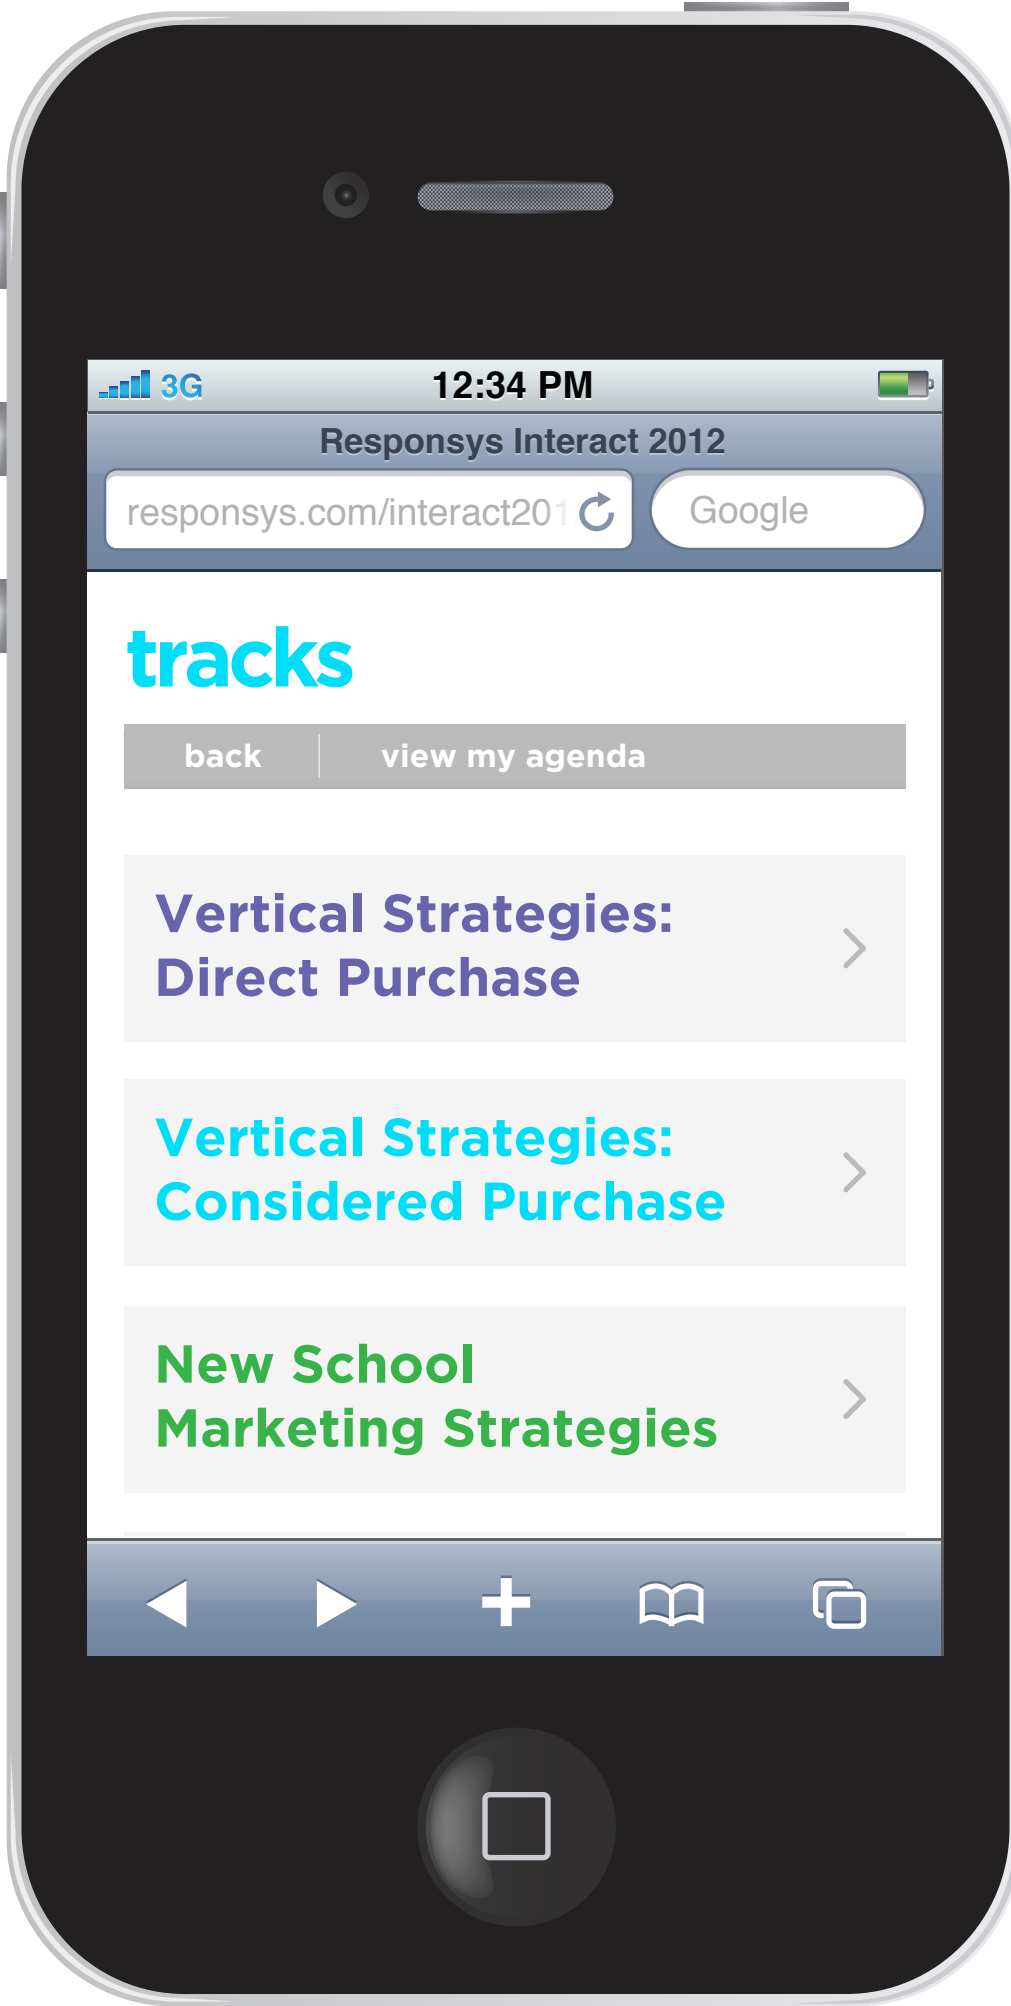 3G 12:34 PM
Responsys Interact 2012
responsys.com/interact201 Google
tracks
back view my agenda
Vertical Strategies:
Direct Purchase
Vertical Strategies:
Considered Purchase
New School
Marketing Strategies